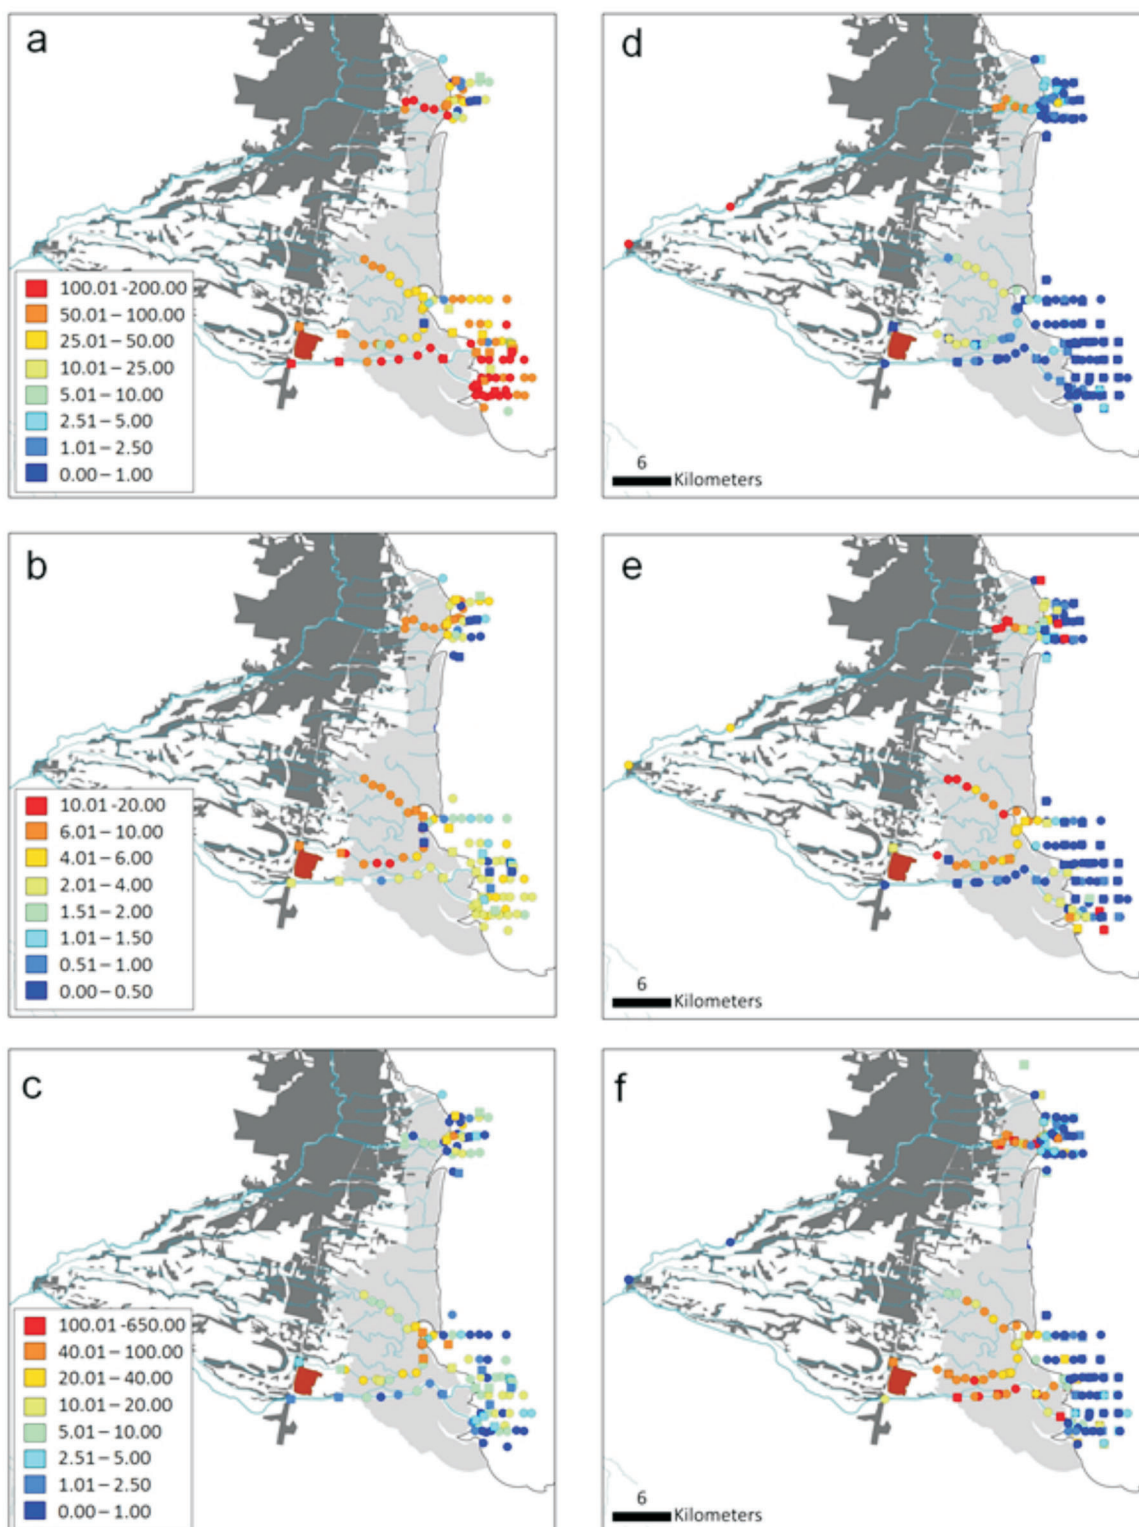 a
100.01 -200.00
50.01 – 100.00
25.01 – 50.00
10.01 – 25.00
5.01 – 10.00
2.51 – 5.00
1.01 – 2.50
0.00 – 1.00
d
6
Kilometers
b
10.01 -20.00
6.01 – 10.00
4.01 – 6.00
2.01 – 4.00
1.51 – 2.00
1.01 – 1.50
0.51 – 1.00
0.00 – 0.50
e
6
Kilometers
c
100.01 -650.00
40.01 – 100.00
20.01 – 40.00
10.01 – 20.00
5.01 – 10.00
2.51 – 5.00
1.01 – 2.50
0.00 – 1.00
f
6
Kilometers